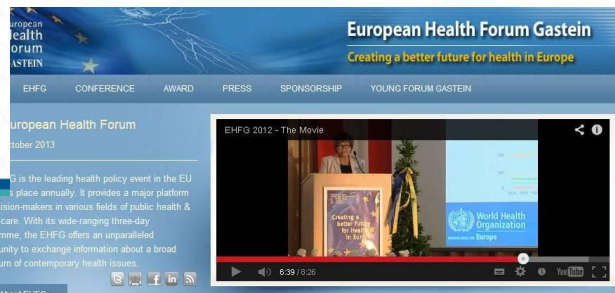 uropean
ealth
orum
ASTEIN
European Health Forum Gastein
Creating a better future for health in Europe
EHFG CONFERENCE AWARD PRESS SPONSORSHIP YOUNG FORUM GASTEIN
uropean Health Forum
ctober 2013
G is the leading health policy event in the EU
s place annually. It provides a major platform
ision-makers in various fields of public health &
care. With its wide-ranging three-day
mme, the EHFG offers an unparalleled
unity to exchange information about a broad
um of contemporary health issues.
EHFG 2012 - The Movie
Creating a
better Future
for Health
in Europe
World Health
Organization
Europe
6:39 / 8:26
YouTube